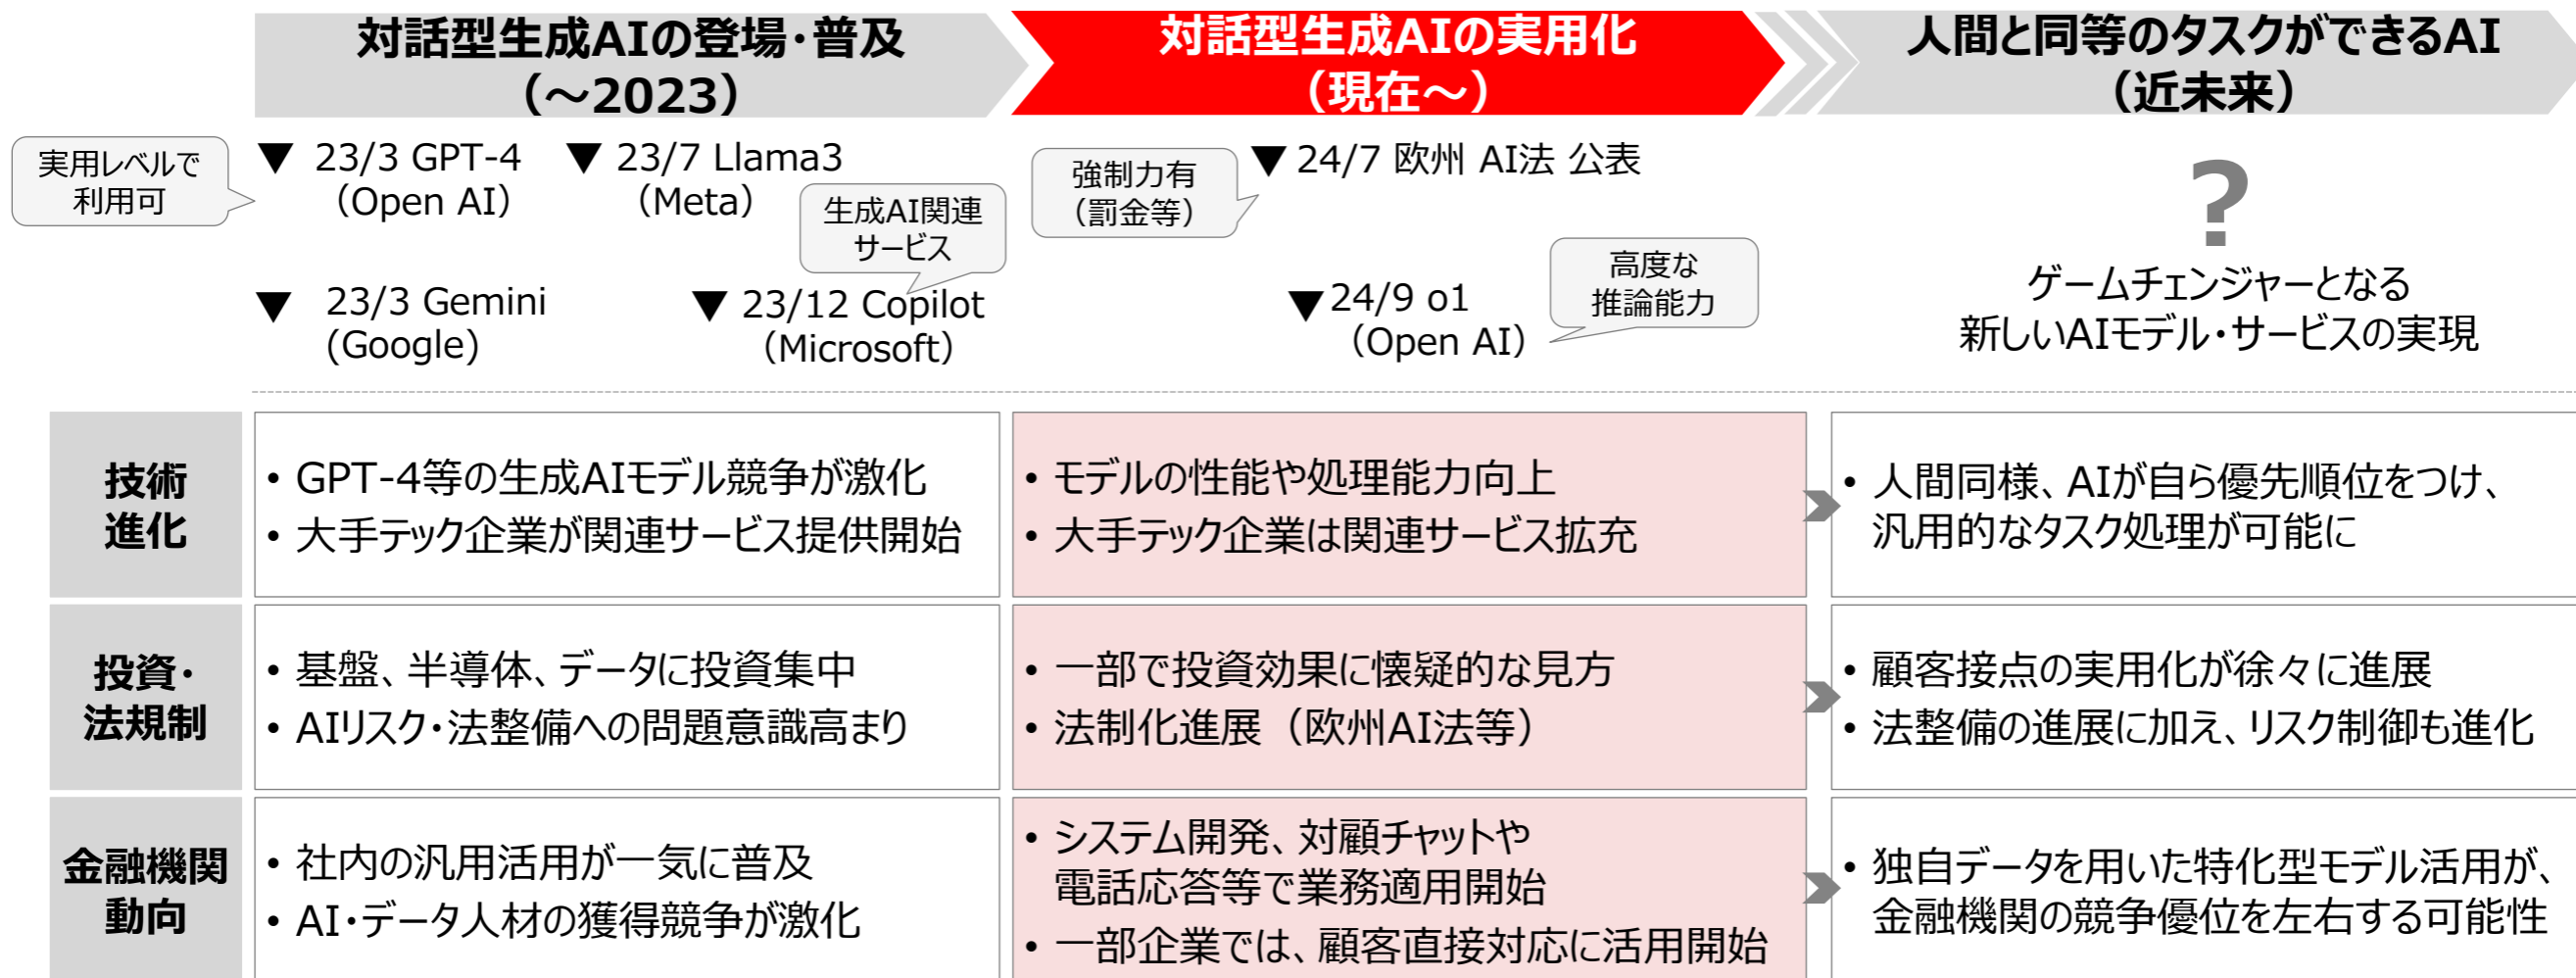 対話型生成AIの登場・普及
（～2023）
対話型生成AIの実用化
（現在～）
人間と同等のタスクができるAI
（近未来）
実用レベルで
利用可
▼ 23/3 GPT-4
（Open AI）
▼ 23/7 Llama3
（Meta）
生成AI関連
サービス
▼ 23/3 Gemini
(Google)
▼ 23/12 Copilot
（Microsoft）
強制力有
（罰金等）
▼ 24/7 欧州 AI法 公表
▼ 24/9 o1
（Open AI）
高度な
推論能力
?
ゲームチェンジャーとなる
新しいAIモデル・サービスの実現
技術
進化
• GPT-4等の生成AIモデル競争が激化
• 大手テック企業が関連サービス提供開始
• モデルの性能や処理能力向上
• 大手テック企業は関連サービス拡充
• 人間同様、AIが自ら優先順位をつけ、
汎用的なタスク処理が可能に
投資・
法規制
• 基盤、半導体、データに投資集中
• AIリスク・法整備への問題意識高まり
• 一部で投資効果に懐疑的な見方
• 法制化進展（欧州AI法等）
• 顧客接点の実用化が徐々に進展
• 法整備の進展に加え、リスク制御も進化
金融機関
動向
• 社内の汎用活用が一気に普及
• AI・データ人材の獲得競争が激化
• システム開発、対顧チャットや
電話応答等で業務適用開始
• 一部企業では、顧客直接対応に活用開始
• 独自データを用いた特化型モデル活用が、
金融機関の競争優位を左右する可能性